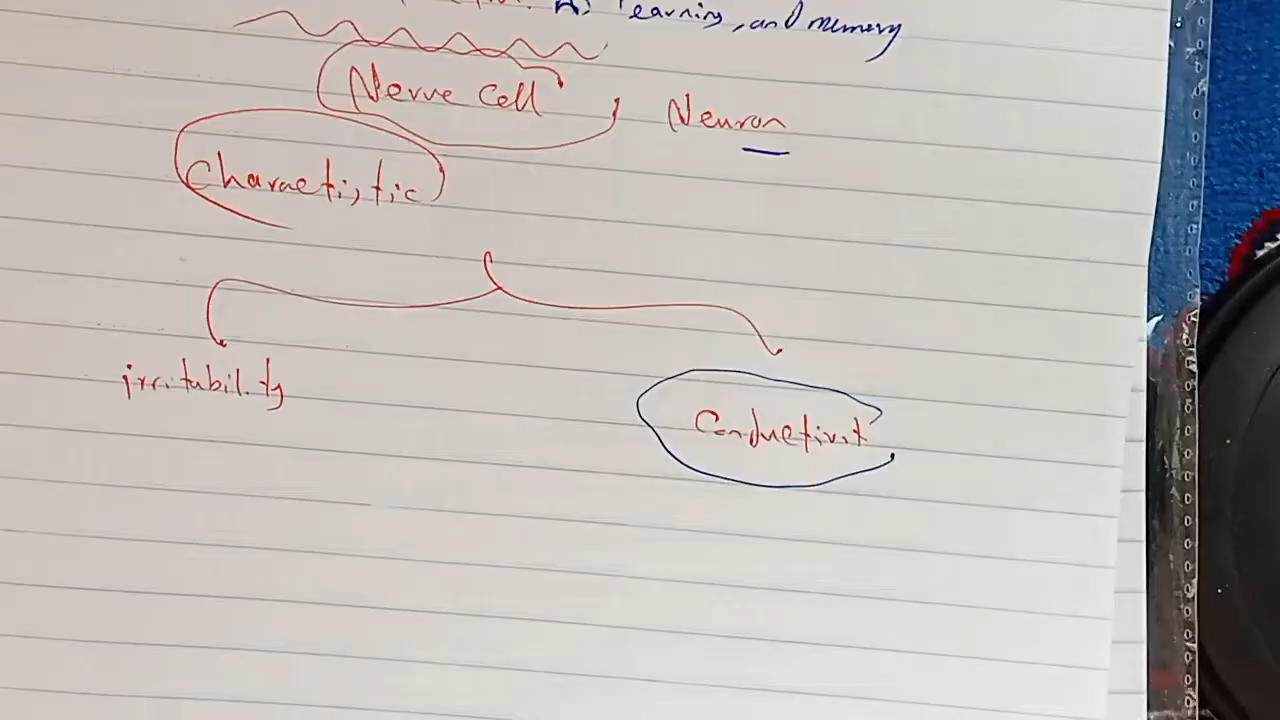 learning, and memory
Nerve Cell, Neuron
Charactistic
irritability
Conductivit